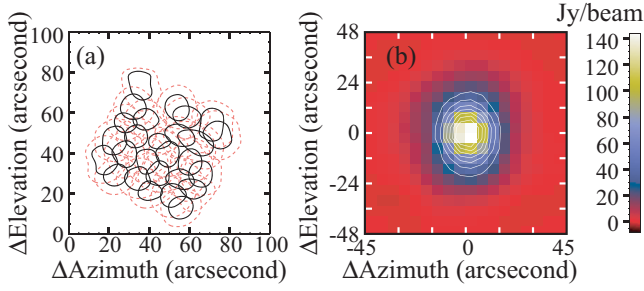 Jy/beam
(a)
100
80
60
40
20
0
ΔElevation (arcsecond)
0 20 40 60 80 100
ΔAzimuth (arcsecond)
(b)
48
24
0
-24
-48
ΔElevation (arcsecond)
-45 0 45
ΔAzimuth (arcsecond)
140
120
100
80
60
40
20
0